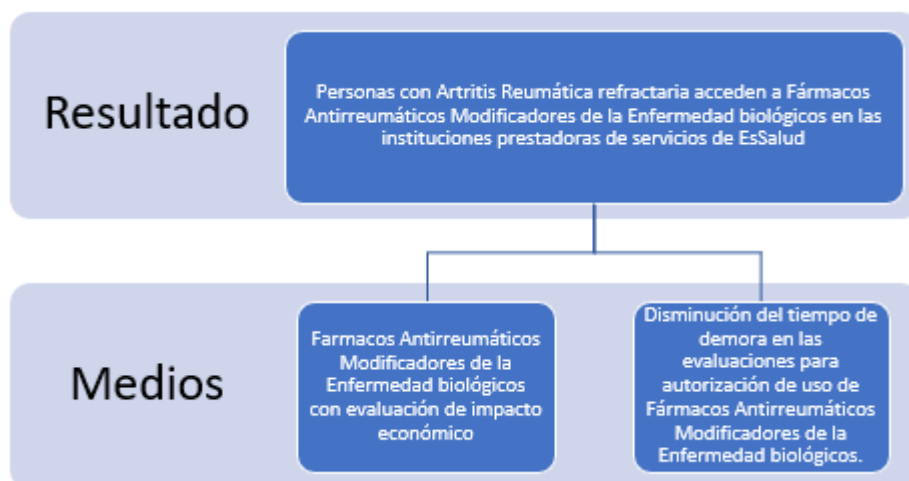 Resultado
Personas con Artritis Reumática refractaria acceden a Fármacos
Antirreumáticos Modificadores de la Enfermedad biológicos en las
instituciones prestadoras de servicios de EsSalud
Medios
Farmacos Antirreumáticos
Modificadores de la
Enfermedad biológicos
con evaluación de impacto
económico
Disminución del tiempo de
demora en las
evaluaciones para
autorización de uso de
Fármacos Antirreumáticos
Modificadores de la
Enfermedad biológicos.